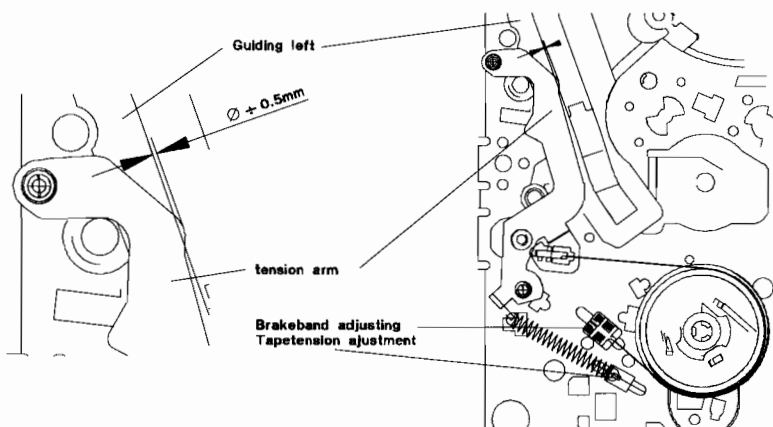 Guiding left
Ø ÷ 0.5mm
tension arm
Brakeband adjusting
Tapetension ajustment